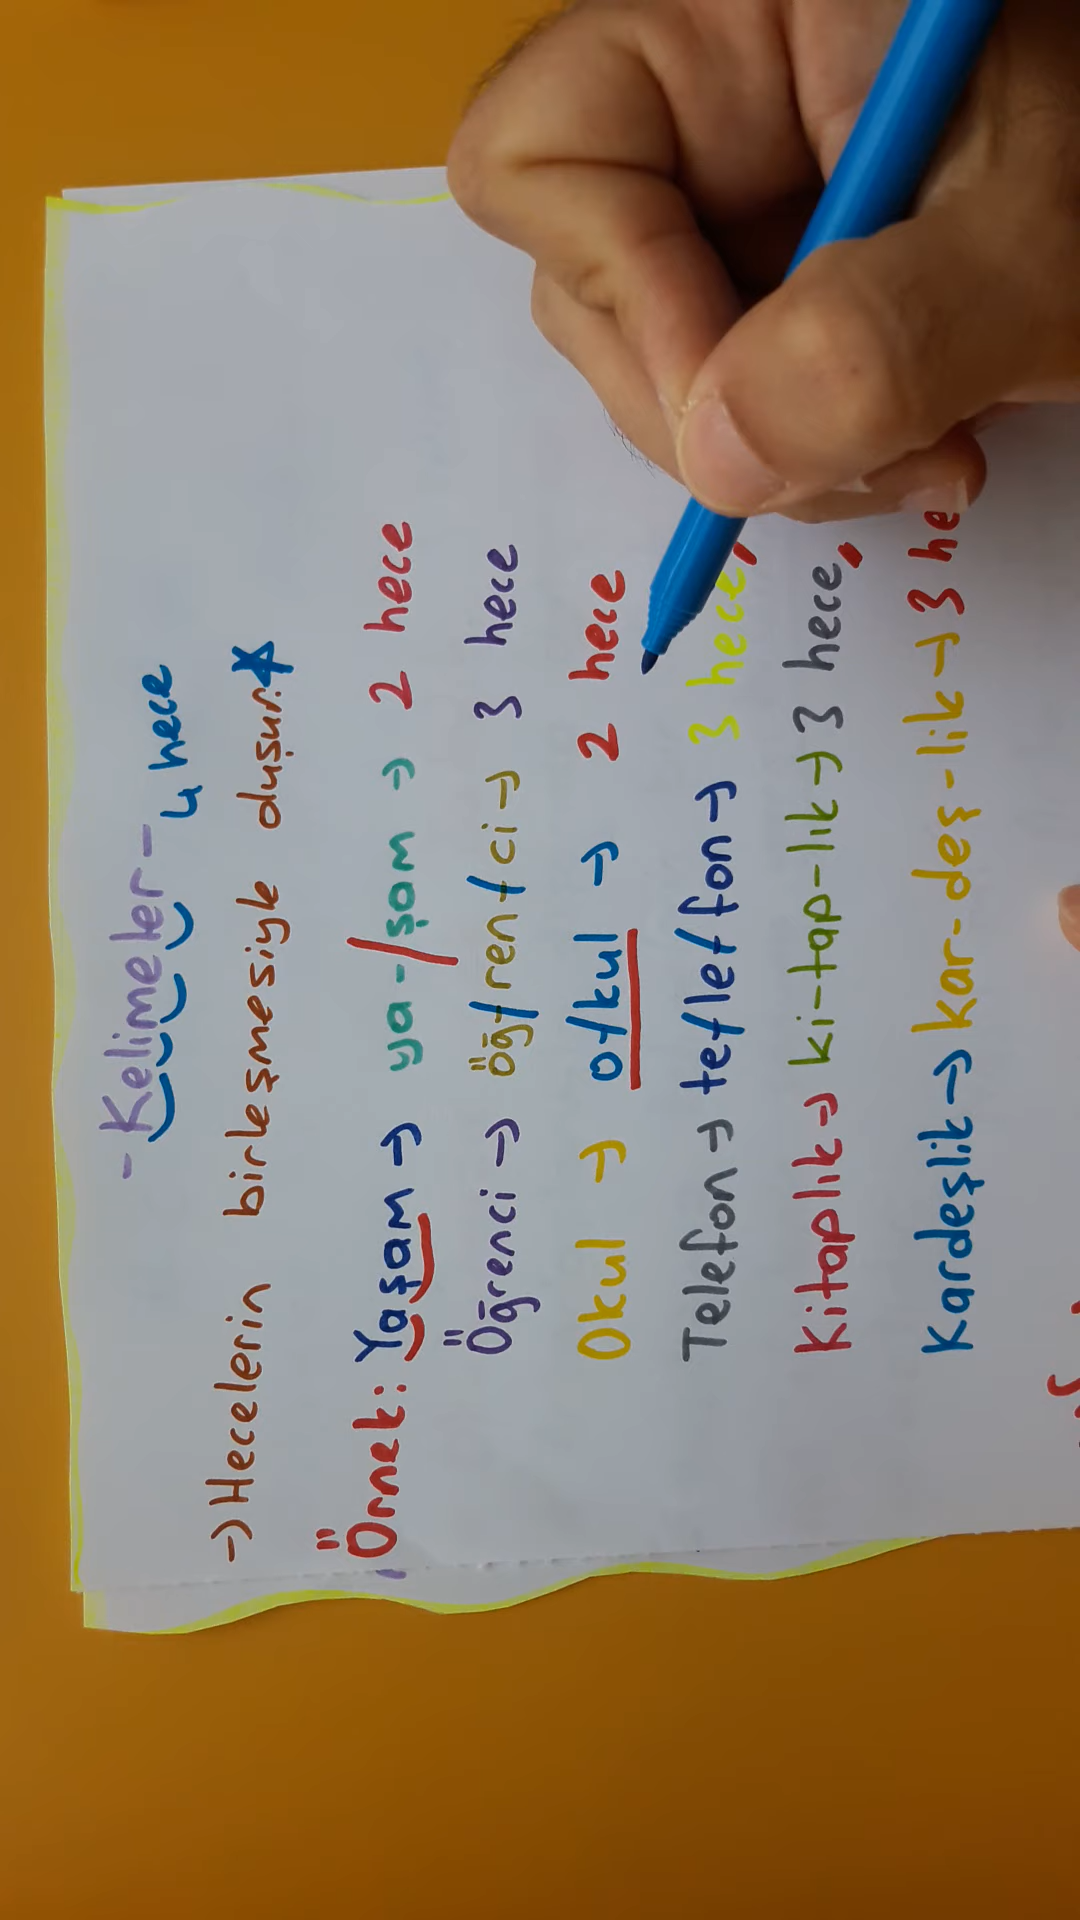 -Kelimeler-
4 hece
→Hecelerin birleşmesiyle oluşur.*
Örnek: Yaşam→ ya-/şam → 2 hece
Öğrenci → öğ/ren/ci → 3 hece
Okul → o/kul → 2 hece
Telefon→ te/le/fon→ 3 hece,
Kitaplık→ ki-tap-lık→ 3 hece,
Kardeşlik→ kar-deş-lik→ 3 he